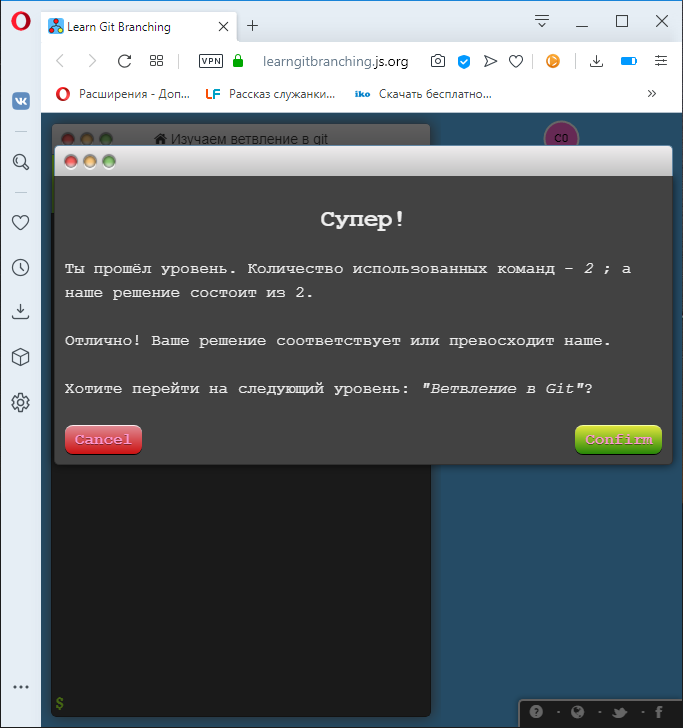 Learn Git Branching
VPN
learngitbranching.js.org
Расширения - Доп...
LF Рассказ служанки...
iko Скачать бесплатно...
»
Изучаем ветвление в git
C0
Супер!
Ты прошёл уровень. Количество использованных команд - 2 ; а
наше решение состоит из 2.
Отлично! Ваше решение соответствует или превосходит наше.
Хотите перейти на следующий уровень: "Ветвление в Git"?
Cancel
Confirm
$